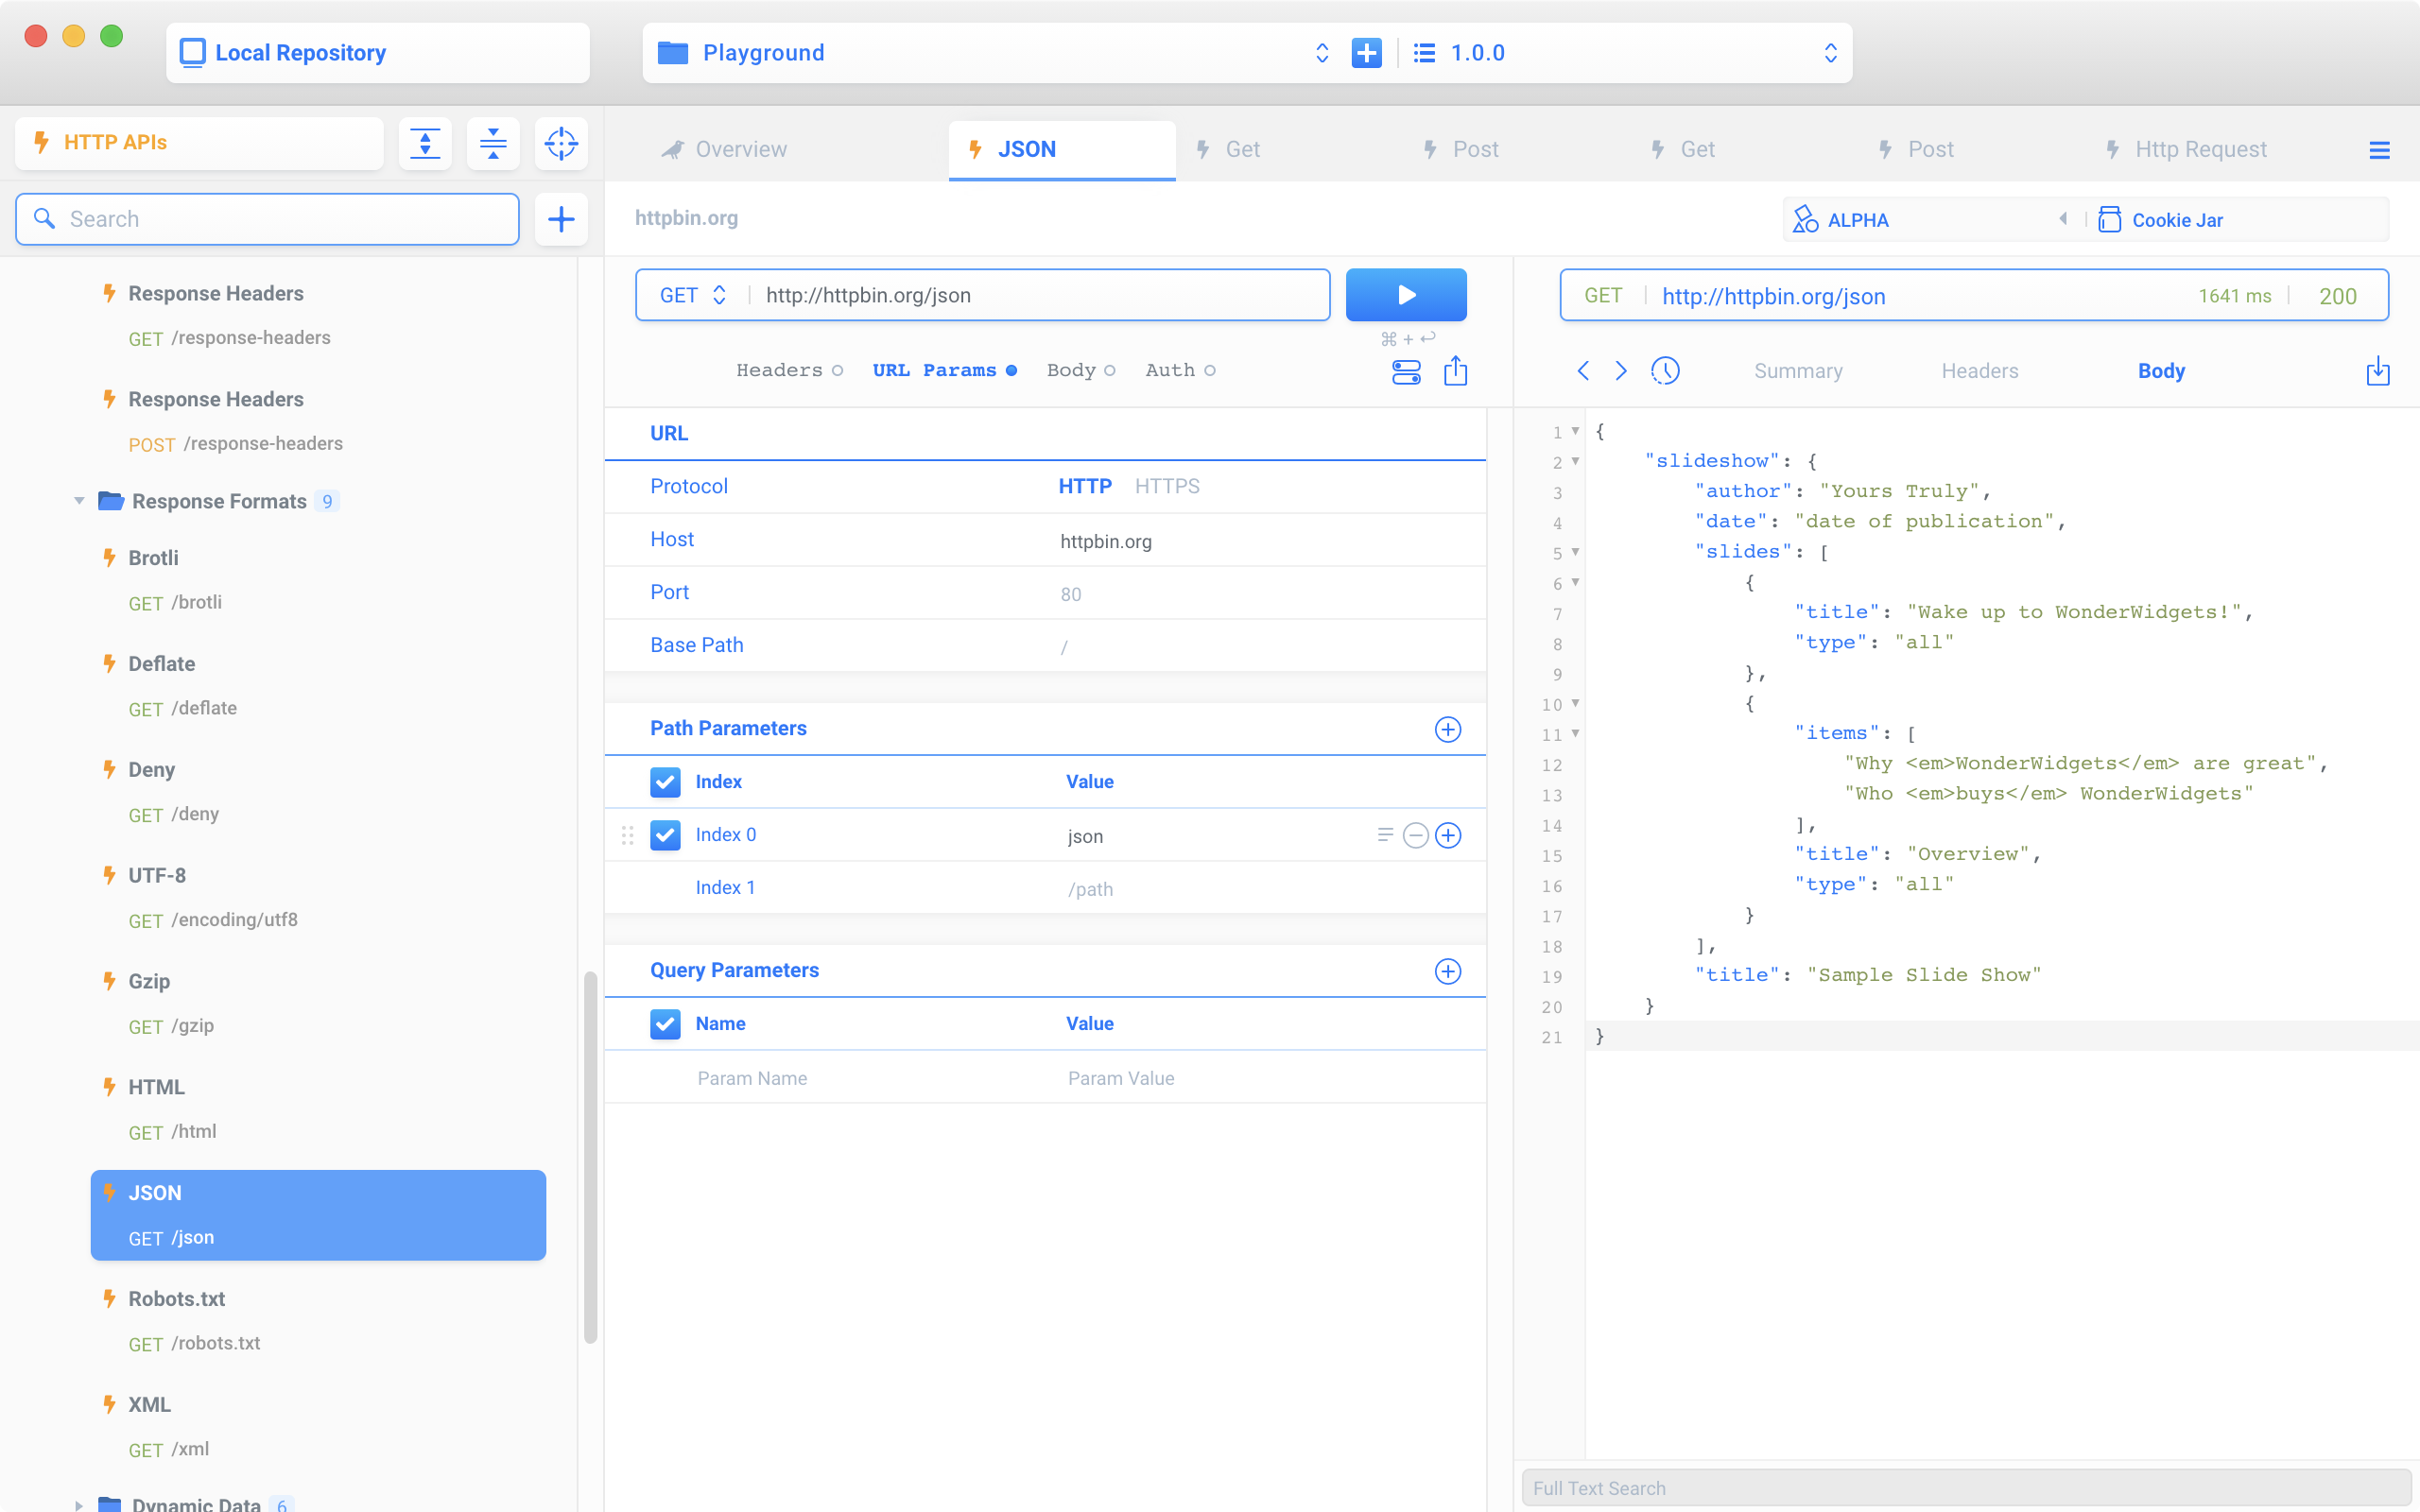 Local Repository
Playground
1.0.0
HTTP APIs
Overview
JSON
Get
Post
Get
Post
Http Request
Search
httpbin.org
ALPHA
Cookie Jar
Response Headers
GET /response-headers
Response Headers
POST /response-headers
Response Formats 9
Brotli
GET /brotli
Deflate
GET /deflate
Deny
GET /deny
UTF-8
GET /encoding/utf8
Gzip
GET /gzip
HTML
GET /html
JSON
GET /json
Robots.txt
GET /robots.txt
XML
GET /xml
Dynamic Data 6
GET http://httpbin.org/json
⌘ + ↩
Headers
URL Params
Body
Auth
URL
Protocol HTTP HTTPS
Host httpbin.org
Port 80
Base Path /
Path Parameters
Index Value
Index 0 json
Index 1 /path
Query Parameters
Name Value
Param Name Param Value
GET http://httpbin.org/json 1641 ms 200
Summary
Headers
Body
1 {
2 "slideshow": {
3 "author": "Yours Truly",
4 "date": "date of publication",
5 "slides": [
6 {
7 "title": "Wake up to WonderWidgets!",
8 "type": "all"
9 },
10 {
11 "items": [
12 "Why <em>WonderWidgets</em> are great",
13 "Who <em>buys</em> WonderWidgets"
14 ],
15 "title": "Overview",
16 "type": "all"
17 }
18 ],
19 "title": "Sample Slide Show"
20 }
21 }
Full Text Search